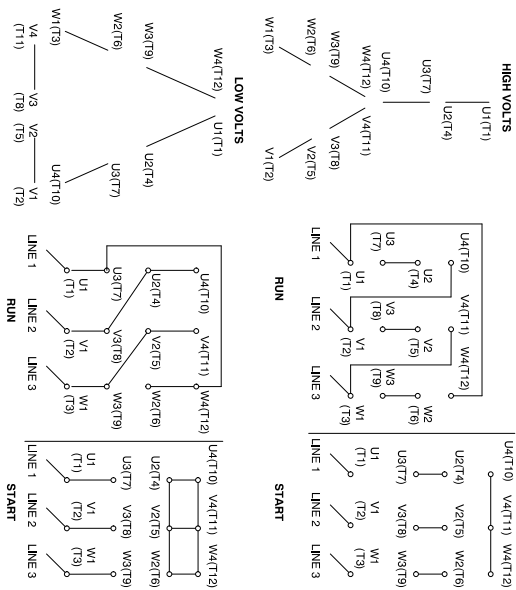 HIGH VOLTS
U1(T1)
U2(T4)
U3(T7)
U4(T10)
W4(T12) V4(T11)
W3(T9) V3(T8)
W2(T6) V2(T5)
W1(T3) V1(T2)
U4(T10) V4(T11) W4(T12)
U2 V2 W2
(T4) (T5) (T6)
U3 V3 W3
(T7) (T8) (T9)
U1 V1 W1
(T1) (T2) (T3)
LINE 1 LINE 2 LINE 3
RUN
U4(T10) V4(T11) W4(T12)
U2(T4) V2(T5) W2(T6)
U3(T7) V3(T8) W3(T9)
U1 V1 W1
(T1) (T2) (T3)
LINE 1 LINE 2 LINE 3
START
LOW VOLTS
W4(T12) U1(T1)
W3(T9) U2(T4)
W2(T6) U3(T7)
W1(T3) U4(T10)
V4 V3 V2 V1
(T11) (T8) (T5) (T2)
U4(T10) V4(T11) W4(T12)
U2(T4) V2(T5) W2(T6)
U3(T7) V3(T8) W3(T9)
U1 V1 W1
(T1) (T2) (T3)
LINE 1 LINE 2 LINE 3
RUN
U4(T10) V4(T11) W4(T12)
U2(T4) V2(T5) W2(T6)
U3(T7) V3(T8) W3(T9)
U1 V1 W1
(T1) (T2) (T3)
LINE 1 LINE 2 LINE 3
START